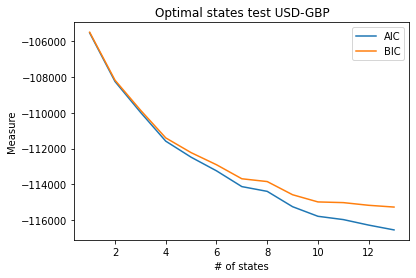 Optimal states test USD-GBP
AIC
BIC
Measure
−106000
−108000
−110000
−112000
−114000
−116000
2 4 6 8 10 12
# of states